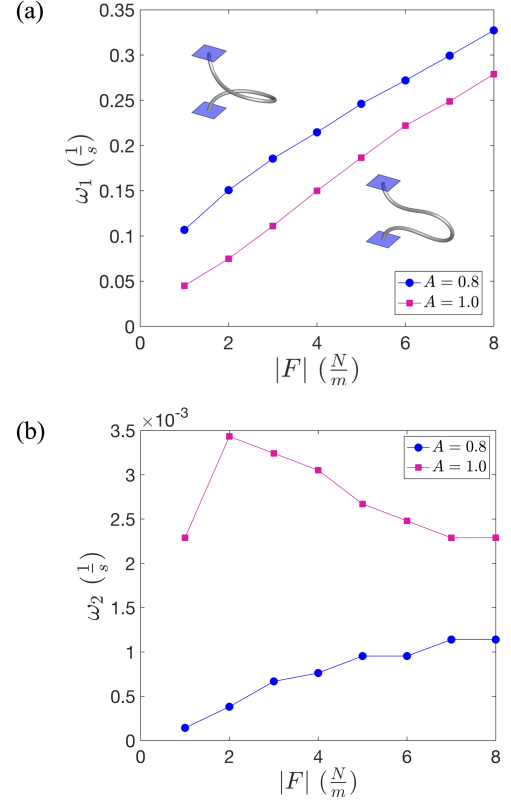 (a)
0.35
0.3
0.25
0.2
0.15
0.1
0.05
0
ω₁ (1/s)
A = 0.8
A = 1.0
0 2 4 6 8
|F| (N/m)
(b)
×10⁻³
3.5
3
2.5
2
1.5
1
0.5
0
ω₂ (1/s)
A = 0.8
A = 1.0
0 2 4 6 8
|F| (N/m)